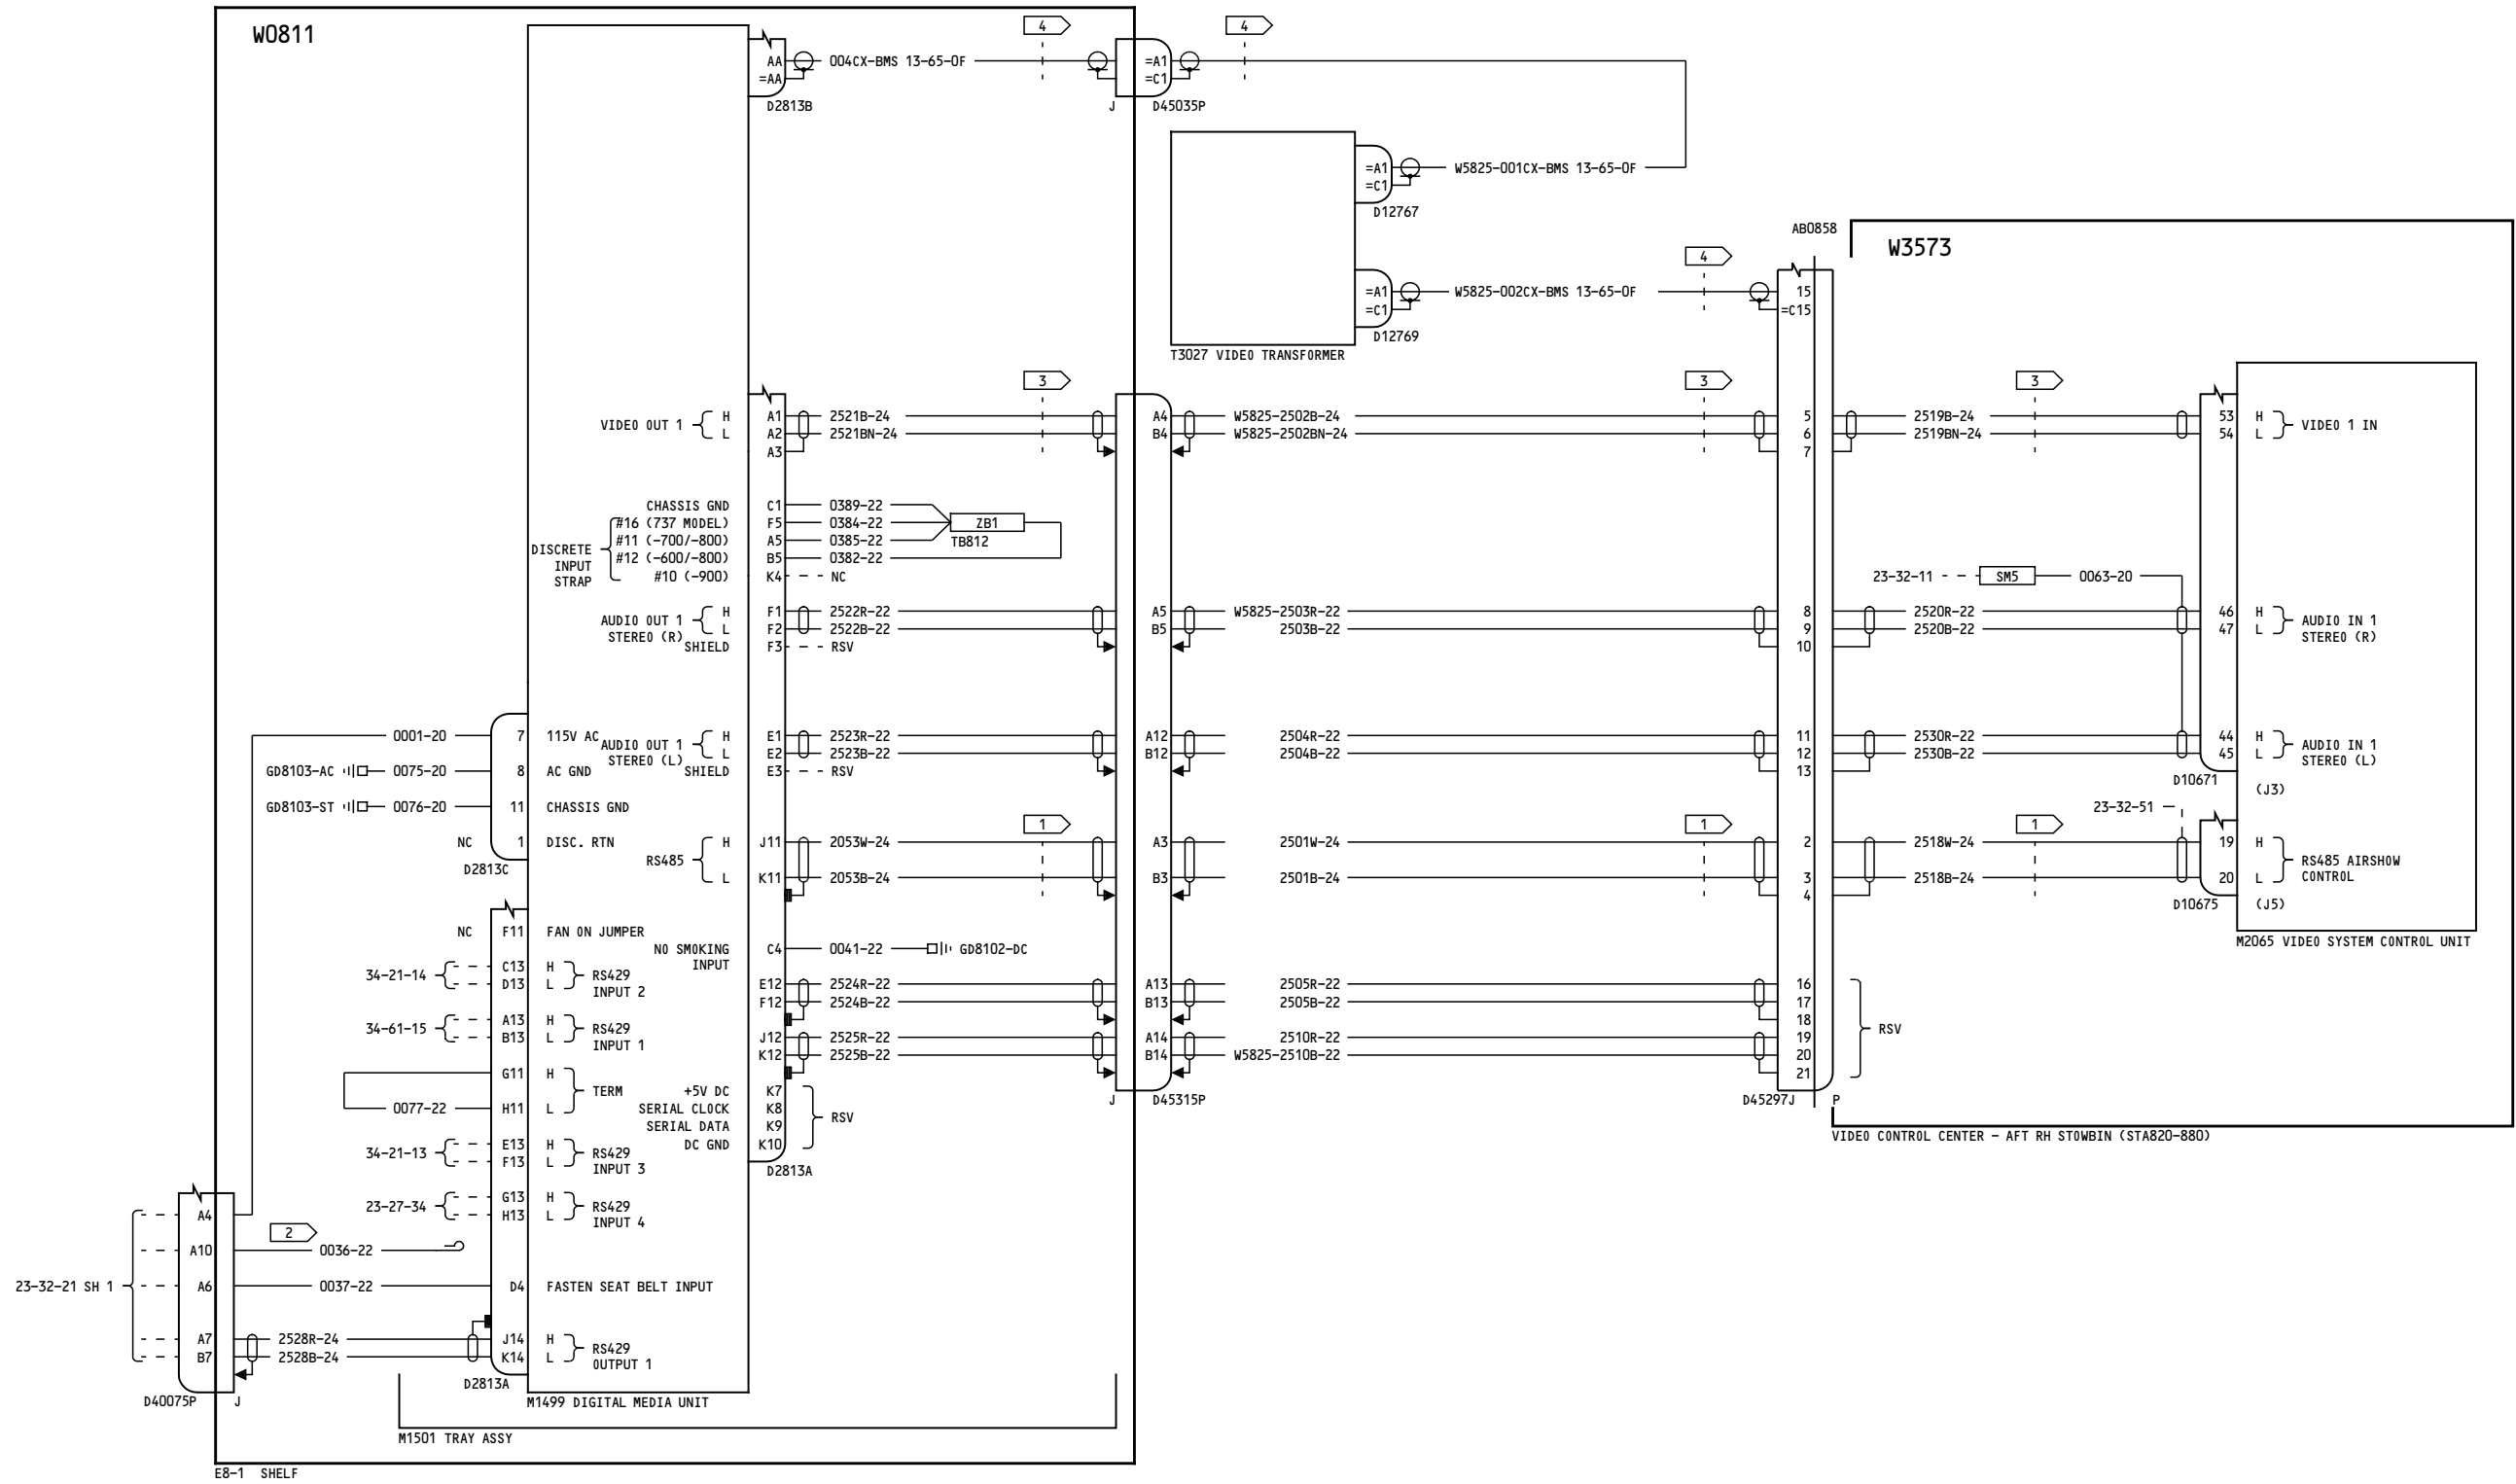 W0811
4
4
AA
=AA
004CX-BMS 13-65-0F
D2813B
=A1
=C1
J
D45035P
=A1
=C1
W5825-001CX-BMS 13-65-0F
D12767
=A1
=C1
W5825-002CX-BMS 13-65-0F
D12769
T3027 VIDEO TRANSFORMER
4
AB0858
W3573
15
=C15
3
3
3
VIDEO OUT 1
H
L
A1
A2
A3
2521B-24
2521BN-24
A4
B4
W5825-2502B-24
W5825-2502BN-24
5
6
7
2519B-24
2519BN-24
53
54
H
L
VIDEO 1 IN
CHASSIS GND
#16 (737 MODEL)
#11 (-700/-800)
#12 (-600/-800)
#10 (-900)
DISCRETE
INPUT
STRAP
C1
F5
A5
B5
K4
0389-22
0384-22
0385-22
0382-22
NC
ZB1
TB812
23-32-11
SM5
0063-20
AUDIO OUT 1
STEREO (R)
H
L
SHIELD
F1
F2
F3
2522R-22
2522B-22
RSV
A5
B5
W5825-2503R-22
2503B-22
8
9
10
2520R-22
2520B-22
46
47
H
L
AUDIO IN 1
STEREO (R)
0001-20
7
115V AC
GD8103-AC
0075-20
8
AC GND
GD8103-ST
0076-20
11
CHASSIS GND
NC
1
DISC. RTN
D2813C
AUDIO OUT 1
STEREO (L)
H
L
SHIELD
E1
E2
E3
2523R-22
2523B-22
RSV
A12
B12
2504R-22
2504B-22
11
12
13
2530R-22
2530B-22
44
45
H
L
AUDIO IN 1
STEREO (L)
D10671
(J3)
23-32-51
1
1
1
RS485
H
L
J11
K11
2053W-24
2053B-24
A3
B3
2501W-24
2501B-24
2
3
4
2518W-24
2518B-24
19
20
H
L
RS485 AIRSHOW
CONTROL
D10675
(J5)
M2065 VIDEO SYSTEM CONTROL UNIT
NC
F11
FAN ON JUMPER
NO SMOKING
INPUT
C4
0041-22
GD8102-DC
34-21-14
C13
D13
H
L
RS429
INPUT 2
E12
F12
2524R-22
2524B-22
A13
B13
2505R-22
2505B-22
16
17
18
34-61-15
A13
B13
H
L
RS429
INPUT 1
J12
K12
2525R-22
2525B-22
A14
B14
2510R-22
W5825-2510B-22
19
20
21
RSV
G11
H11
H
L
TERM
0077-22
+5V DC
SERIAL CLOCK
SERIAL DATA
DC GND
K7
K8
K9
K10
RSV
D2813A
J
D45315P
D45297J
P
VIDEO CONTROL CENTER - AFT RH STOWBIN (STA820-880)
34-21-13
E13
F13
H
L
RS429
INPUT 3
23-27-34
G13
H13
H
L
RS429
INPUT 4
A4
2
A10
0036-22
23-32-21 SH 1
A6
0037-22
D4
FASTEN SEAT BELT INPUT
A7
B7
2528R-24
2528B-24
J14
K14
H
L
RS429
OUTPUT 1
D2813A
D40075P
J
M1499 DIGITAL MEDIA UNIT
M1501 TRAY ASSY
E8-1 SHELF